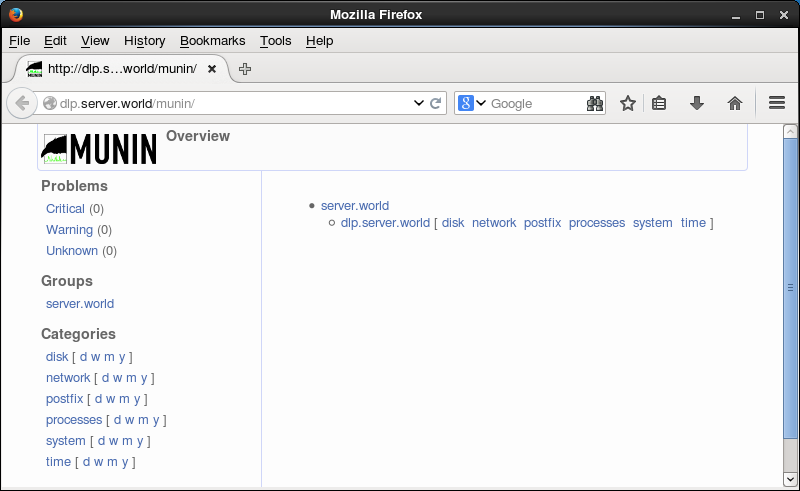 Mozilla Firefox
File Edit View History Bookmarks Tools Help
http://dlp.s...world/munin/
dlp.server.world/munin/
Google
MUNIN Overview
Problems
Critical (0)
Warning (0)
Unknown (0)
Groups
server.world
Categories
disk [ d w m y ]
network [ d w m y ]
postfix [ d w m y ]
processes [ d w m y ]
system [ d w m y ]
time [ d w m y ]
server.world
dlp.server.world [ disk network postfix processes system time ]